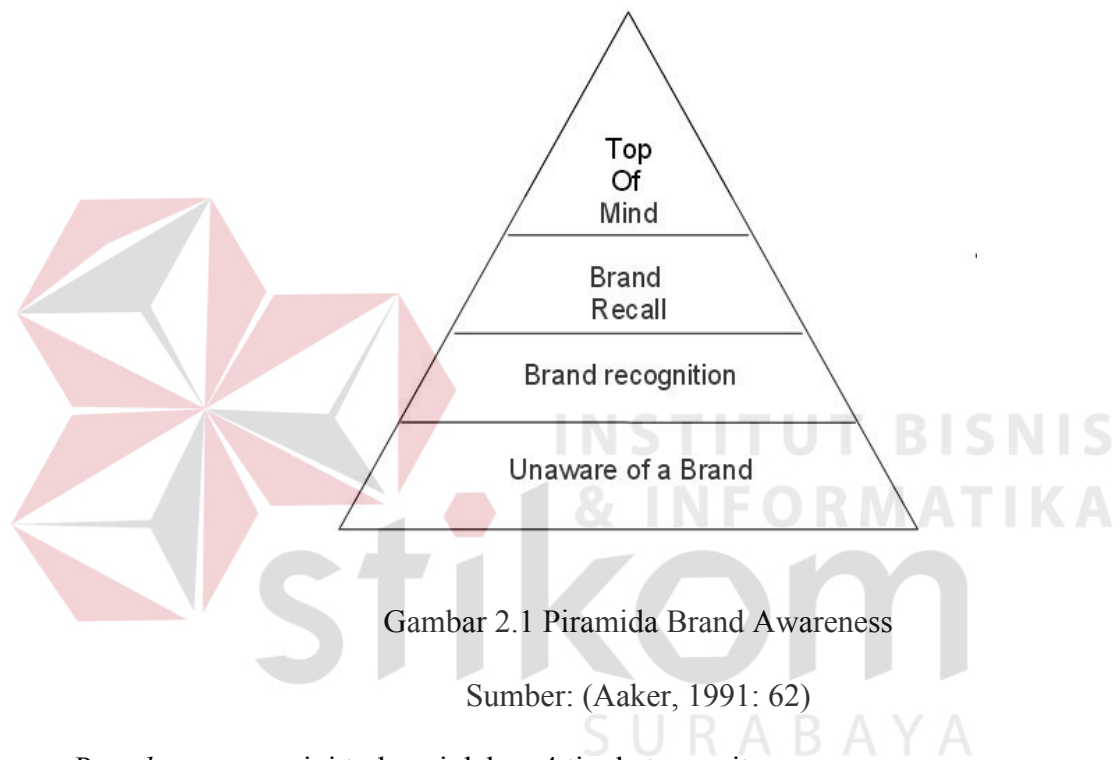 Top
Of
Mind
Brand
Recall
Brand recognition
Unaware of a Brand
INSTITUT BISNIS
& INFORMATIKA
stikom
SURABAYA
Gambar 2.1 Piramida Brand Awareness
Sumber: (Aaker, 1991: 62)